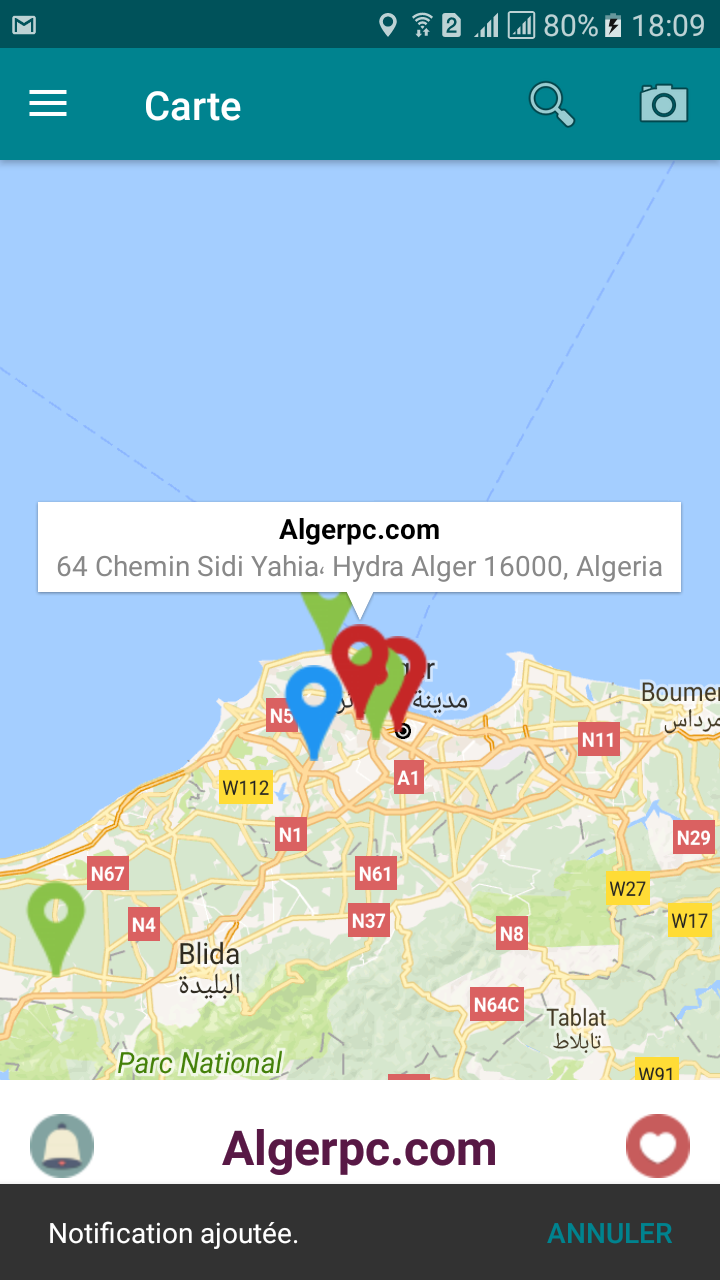 2 80% 18:09
Carte
Algerpc.com
64 Chemin Sidi Yahia، Hydra Alger 16000, Algeria
Boumer
مرداس
مدينة
N5
N11
A1
W112
N1
N29
N67
N61
W27
N4
N37
W17
N8
Blida
البليدة
N64C
Tablat
تابلاط
Parc National
W91
Algerpc.com
Notification ajoutée.
ANNULER